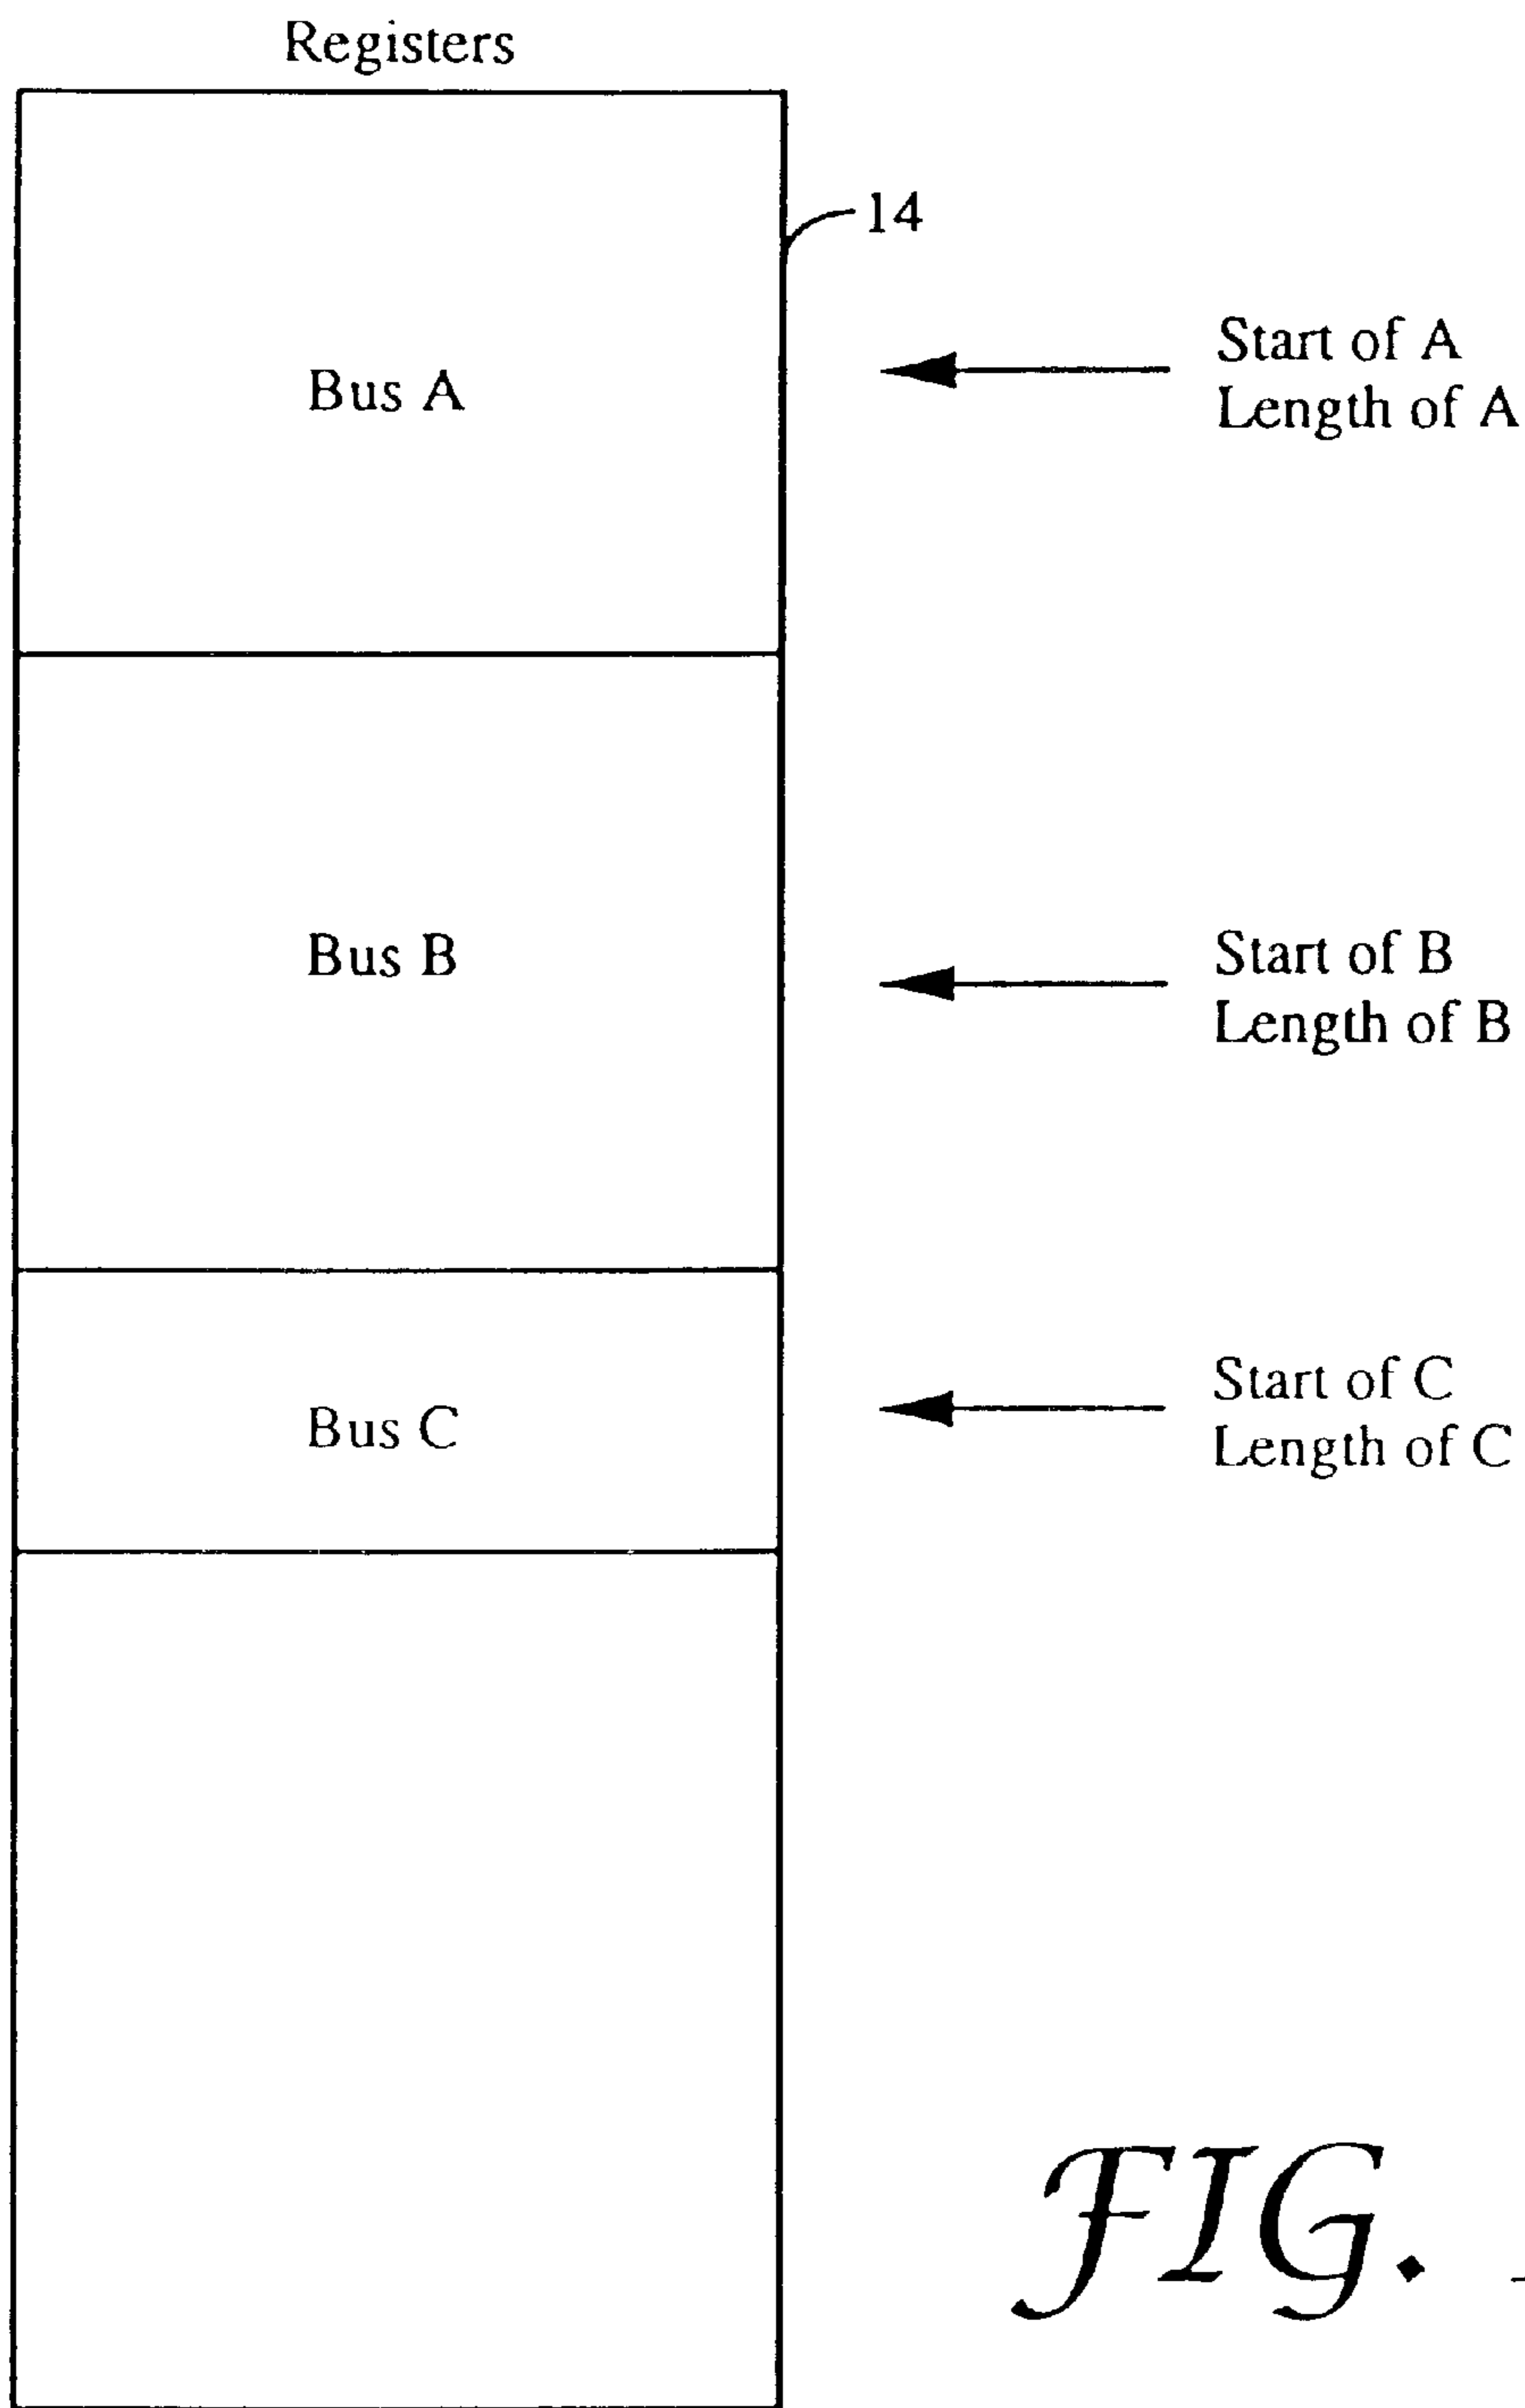 Registers
14
Bus A
Start of A
Length of A
Bus B
Start of B
Length of B
Bus C
Start of C
Length of C
FIG.